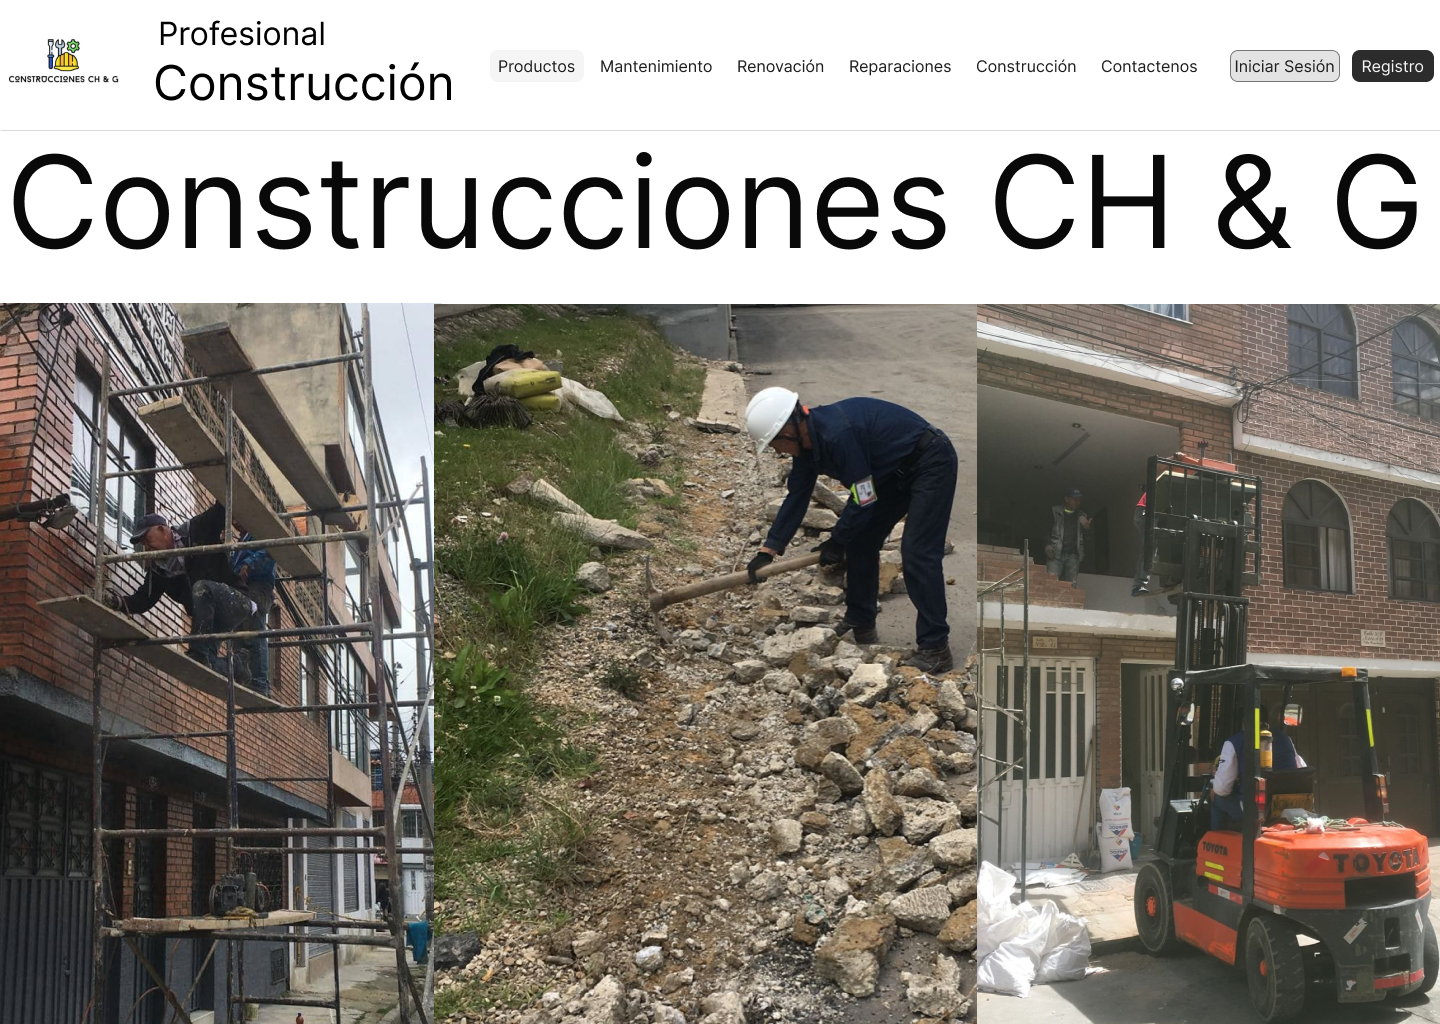 CONSTRUCCIONES CH & G
Profesional
Construcción
Productos Mantenimiento Renovación Reparaciones Construcción Contactenos Iniciar Sesión Registro
Construcciones CH & G
TOYOTA
TOYOTA